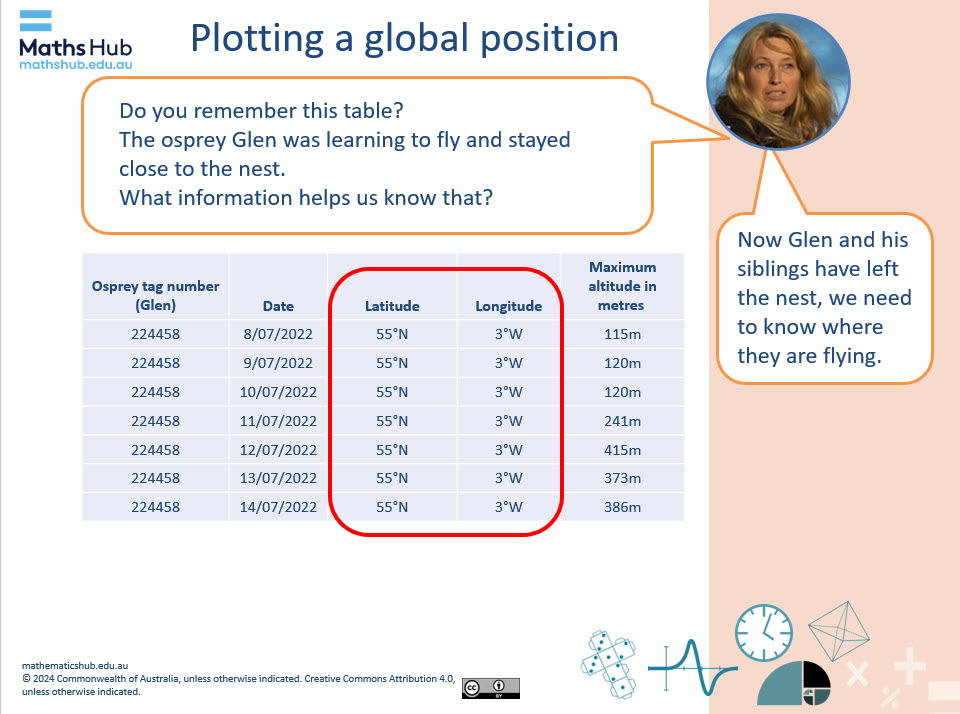 Maths Hub
mathshub.edu.au
Plotting a global position
Do you remember this table?
The osprey Glen was learning to fly and stayed
close to the nest.
What information helps us know that?
Now Glen and his
siblings have left
the nest, we need
to know where
they are flying.
Osprey tag number (Glen) Date Latitude Longitude Maximum altitude in metres
224458 8/07/2022 55°N 3°W 115m
224458 9/07/2022 55°N 3°W 120m
224458 10/07/2022 55°N 3°W 120m
224458 11/07/2022 55°N 3°W 241m
224458 12/07/2022 55°N 3°W 415m
224458 13/07/2022 55°N 3°W 373m
224458 14/07/2022 55°N 3°W 386m
mathematicshub.edu.au
© 2024 Commonwealth of Australia, unless otherwise indicated. Creative Commons Attribution 4.0,
unless otherwise indicated.
cc BY